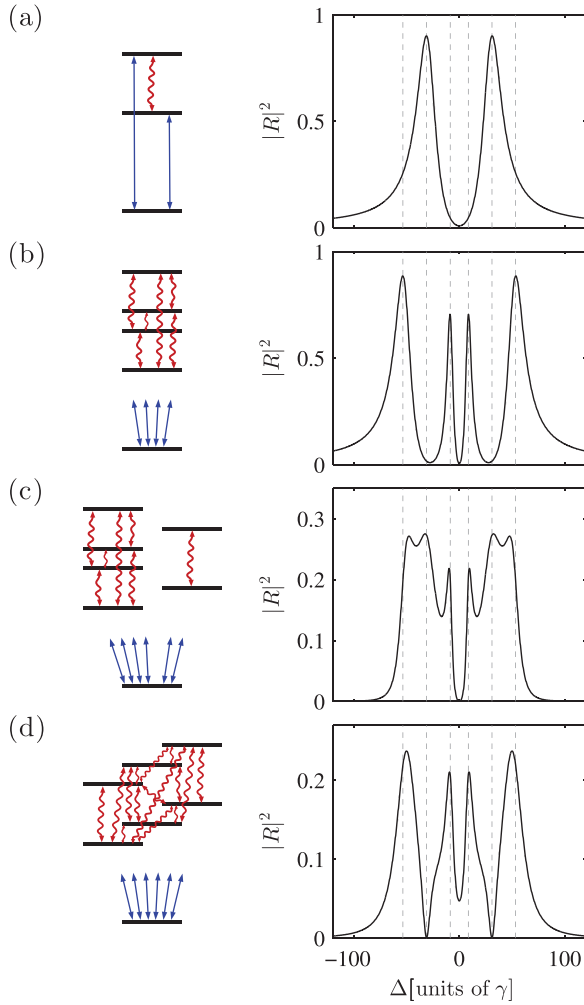 (a)
1
0.5
0
|R|²
(b)
1
0.5
0
|R|²
(c)
0.3
0.2
0.1
0
|R|²
(d)
0.2
0.1
0
|R|²
−100
0
100
Δ[units of γ]